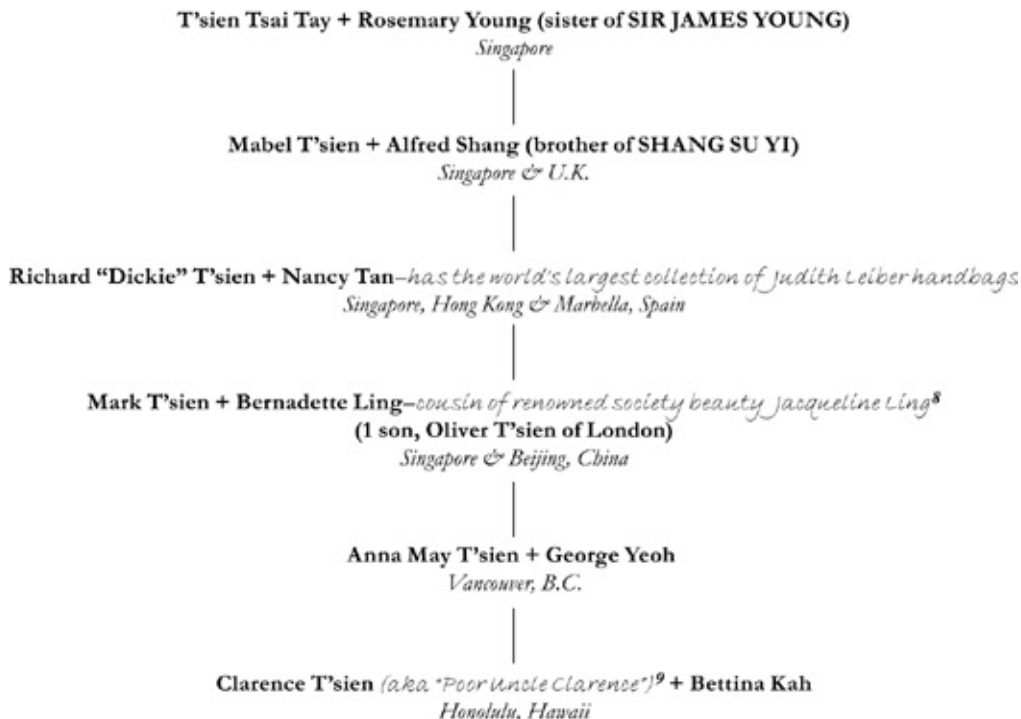 T'sien Tsai Tay + Rosemary Young (sister of SIR JAMES YOUNG)
Singapore
Mabel T'sien + Alfred Shang (brother of SHANG SU YI)
Singapore & U.K.
Richard “Dickie” T'sien + Nancy Tan–has the world's largest collection of Judith Leiber handbags
Singapore, Hong Kong & Marbella, Spain
Mark T'sien + Bernadette Ling–cousin of renowned society beauty Jacqueline Ling⁸
(1 son, Oliver T'sien of London)
Singapore & Beijing, China
Anna May T'sien + George Yeoh
Vancouver, B.C.
Clarence T'sien (aka “Poor Uncle Clarence”)⁹ + Bettina Kah
Honolulu, Hawaii